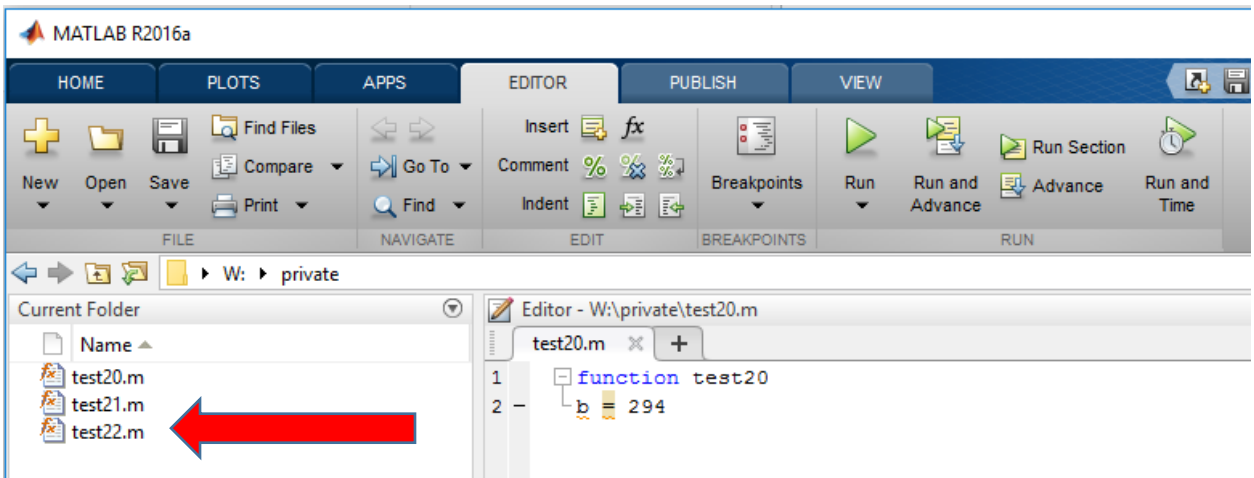 MATLAB R2016a
HOME PLOTS APPS EDITOR PUBLISH VIEW
New Open Save Find Files Compare Print
FILE
Go To Find
NAVIGATE
Insert fx
Comment
Indent
EDIT
Breakpoints
BREAKPOINTS
Run Run and Advance Run Section Advance Run and Time
RUN
W: private
Current Folder
Name
test20.m
test21.m
test22.m
Editor - W:\private\test20.m
test20.m
1 function test20
2 – b = 294